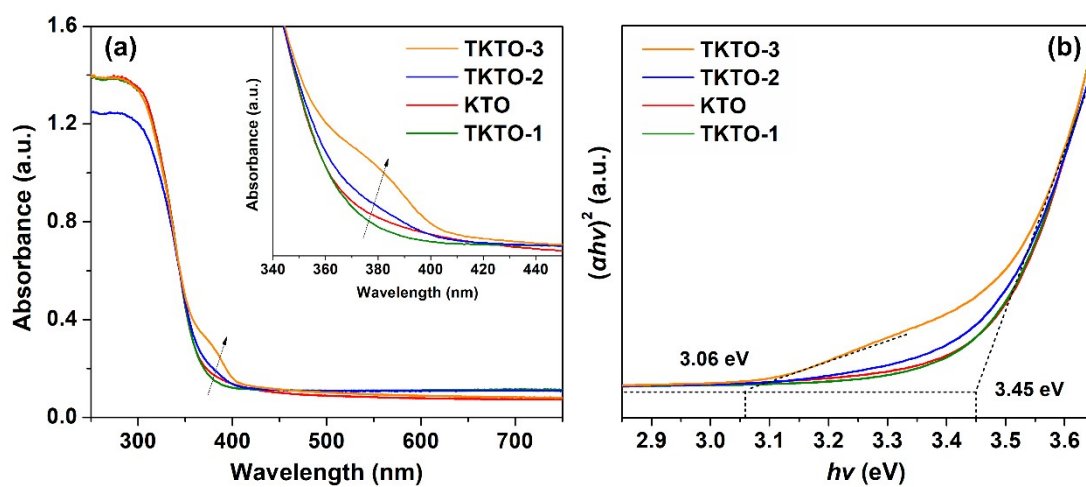 (a)
1.6
1.2
0.8
0.4
0.0
Absorbance (a.u.)
300
400
500
600
700
Wavelength (nm)
TKTO-3
TKTO-2
KTO
TKTO-1
Absorbance (a.u.)
340
360
380
400
420
440
Wavelength (nm)
(b)
TKTO-3
TKTO-2
KTO
TKTO-1
(αhν)²  (a.u.)
3.06 eV
3.45 eV
2.9
3.0
3.1
3.2
3.3
3.4
3.5
3.6
hν (eV)